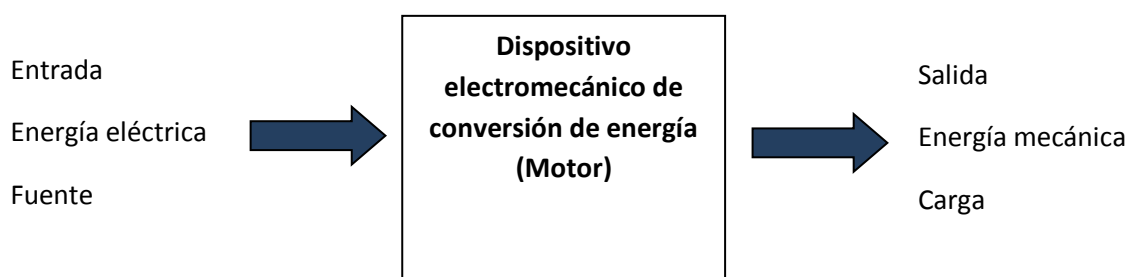 Entrada
Energía eléctrica
Fuente
Dispositivo
electromecánico de
conversión de energía
(Motor)
Salida
Energía mecánica
Carga